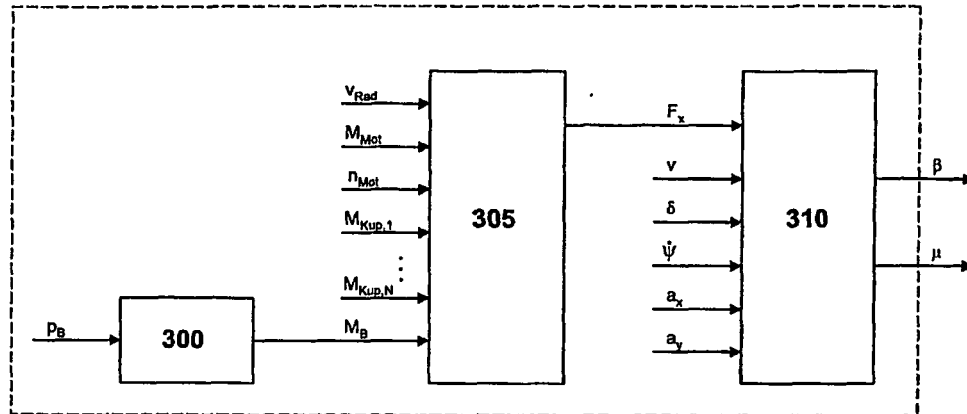 v_Rad
M_Mot
n_Mot
M_Kup,1
⋮
M_Kup,N
M_B
p_B
300
305
F_x
v
δ
ψ̇
a_x
a_y
310
β
μ